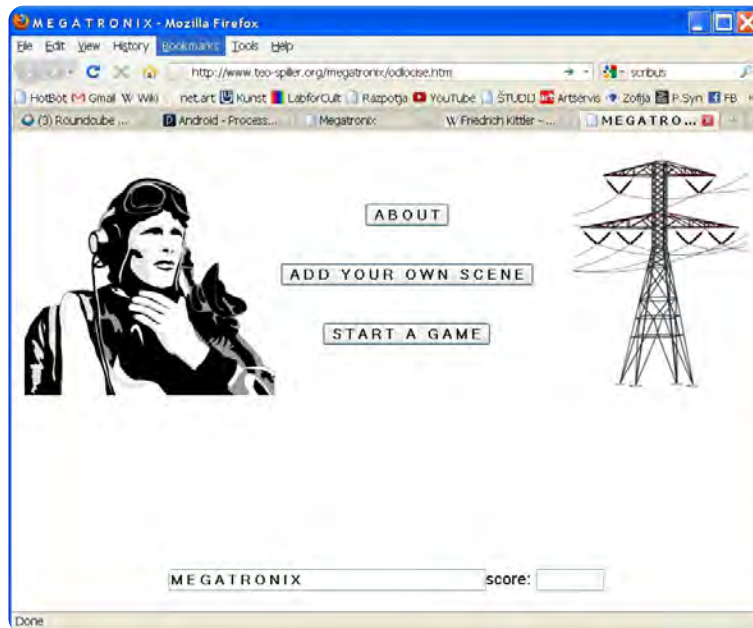 MEGATRONIX - Mozilla Firefox
File Edit View History Bookmarks Tools Help
http://www.teo-spiller.org/megatronix/odlocise.htm scribus
HotBot Gmail W Wiki net.art Kunst LabforCult Razpotja YouTube ŠTUDIJ Artservis Zofija P.Syn FB
(3) Roundcube ... Android - Process... Megatronix W Friedrich Kittler - ... MEGATRO...
ABOUT
ADD YOUR OWN SCENE
START A GAME
MEGATRONIX score:
Done